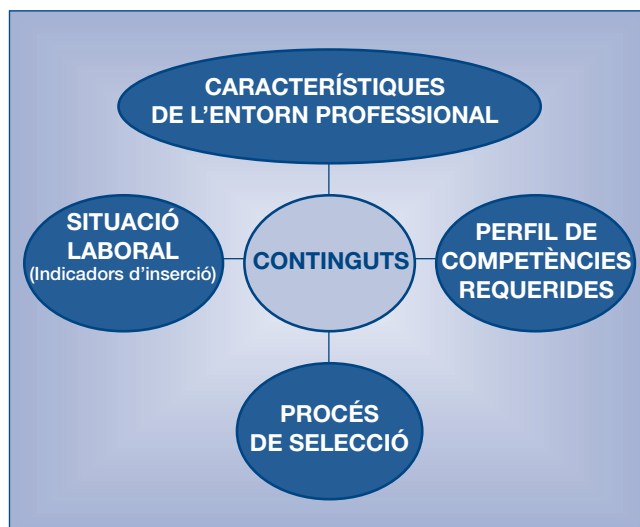 CARACTERÍSTIQUES
DE L'ENTORN PROFESSIONAL
SITUACIÓ
LABORAL
(Indicadors d'inserció)
CONTINGUTS
PERFIL DE
COMPETÈNCIES
REQUERIDES
PROCÉS
DE SELECCIÓ